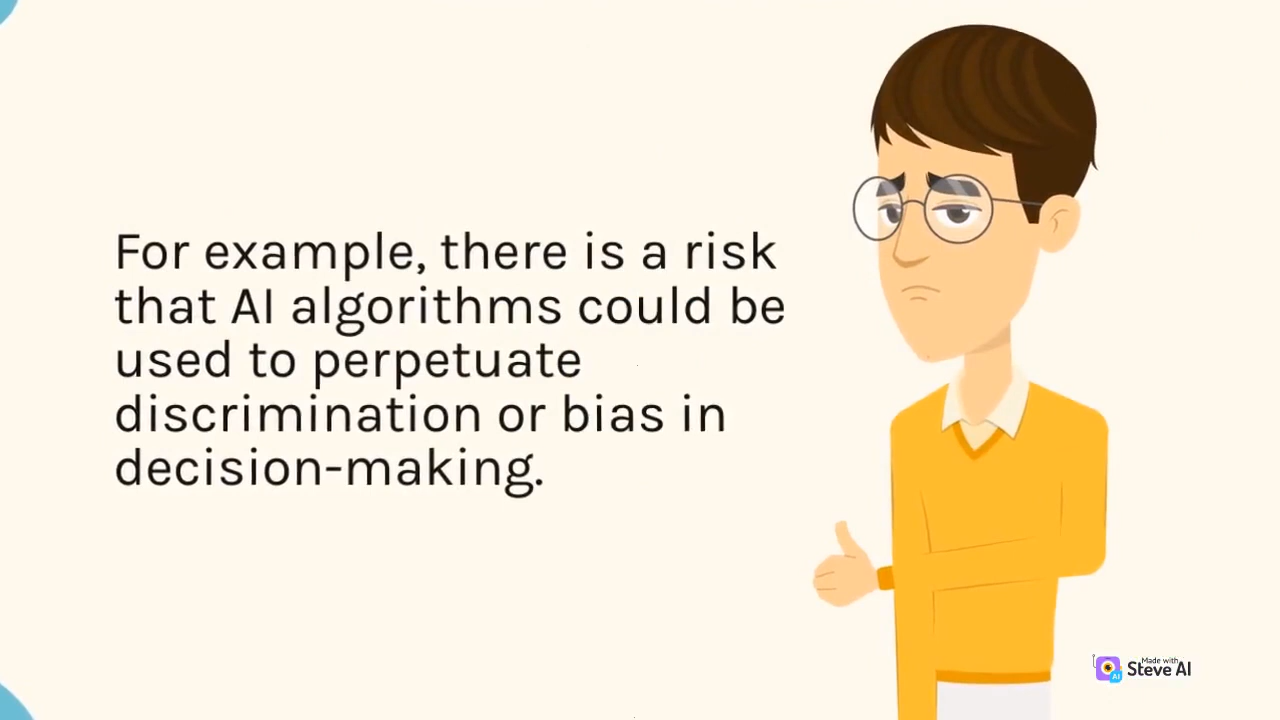 For example, there is a risk
that AI algorithms could be
used to perpetuate
discrimination or bias in
decision-making.
Made with
Steve AI
AI